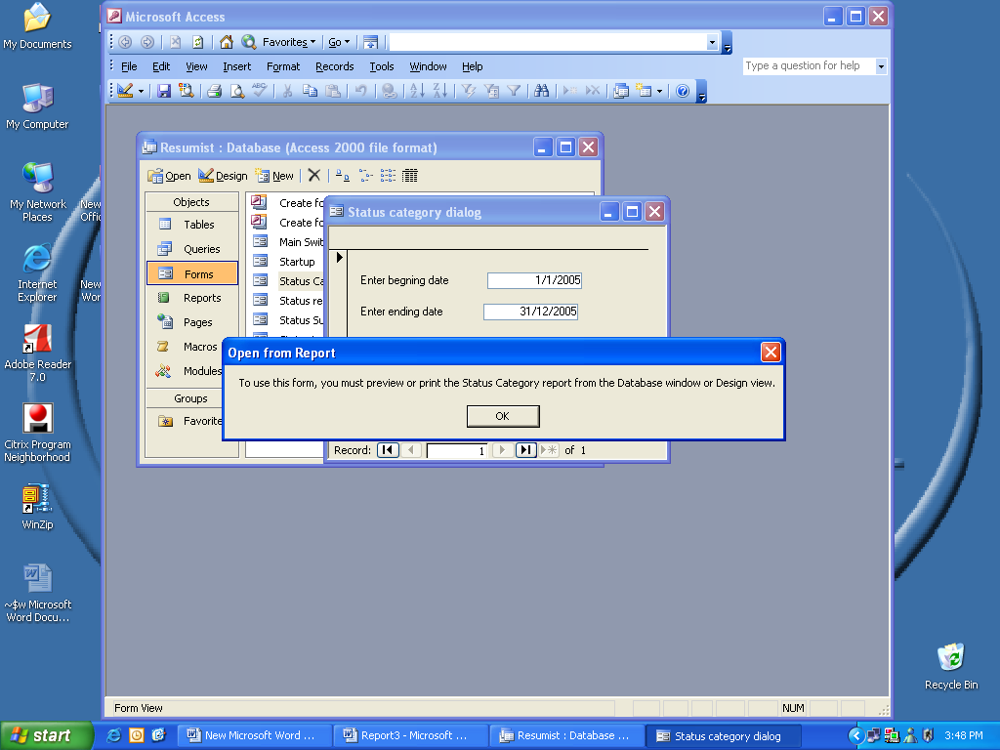 My Documents
My Computer
My Network
Places
Internet
Explorer
Adobe Reader
7.0
Citrix Program
Neighborhood
WinZip
~$w Microsoft
Word Docu...
New
Offi
New
Wor
Microsoft Access
Favorites
Go
File Edit View Insert Format Records Tools Window Help
Type a question for help
Resumist : Database (Access 2000 file format)
Open Design New
Objects
Tables
Queries
Forms
Reports
Pages
Macros
Modules
Groups
Favorite
Create fo
Create fo
Main Swit
Startup
Status Ca
Status re
Status Su
Status category dialog
Enter begning date 1/1/2005
Enter ending date 31/12/2005
Open from Report
To use this form, you must preview or print the Status Category report from the Database window or Design view.
OK
Record: 1 of 1
Form View NUM
Recycle Bin
start
New Microsoft Word ...
Report3 - Microsoft ...
Resumist : Database ...
Status category dialog
3:48 PM